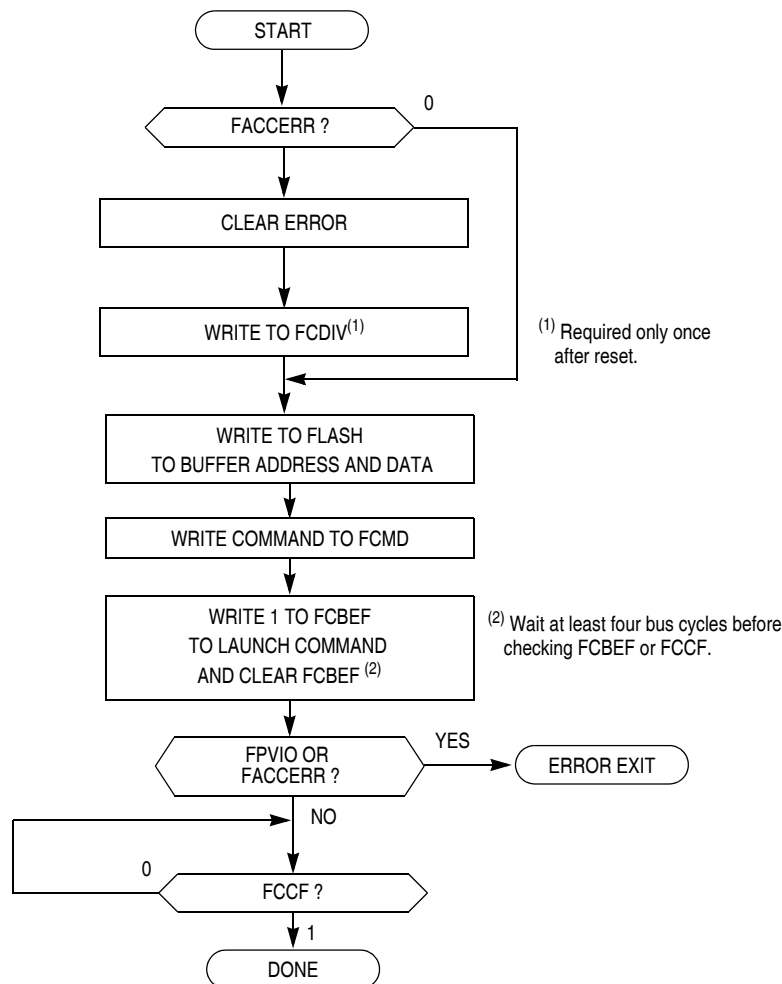 START
0
FACCERR ?
CLEAR ERROR
WRITE TO FCDIV(1)
(1) Required only once
after reset.
WRITE TO FLASH
TO BUFFER ADDRESS AND DATA
WRITE COMMAND TO FCMD
WRITE 1 TO FCBEF
TO LAUNCH COMMAND
AND CLEAR FCBEF (2)
(2) Wait at least four bus cycles before
checking FCBEF or FCCF.
FPVIO OR
FACCERR ?
YES
ERROR EXIT
NO
0
FCCF ?
1
DONE